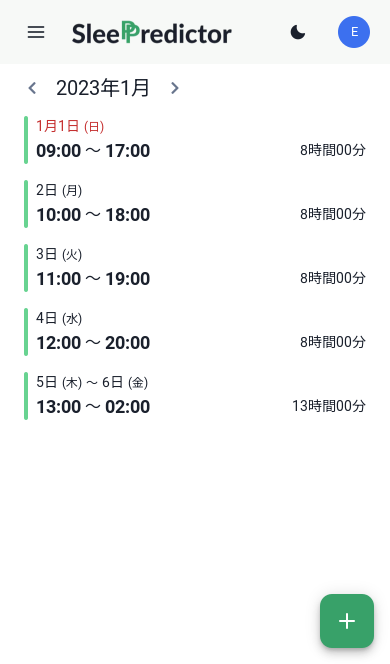 SleePPredictor
E
2023年1月
1月1日 (日)
09:00 〜 17:00 8時間00分
2日 (月)
10:00 〜 18:00 8時間00分
3日 (火)
11:00 〜 19:00 8時間00分
4日 (水)
12:00 〜 20:00 8時間00分
5日 (木) 〜 6日 (金)
13:00 〜 02:00 13時間00分